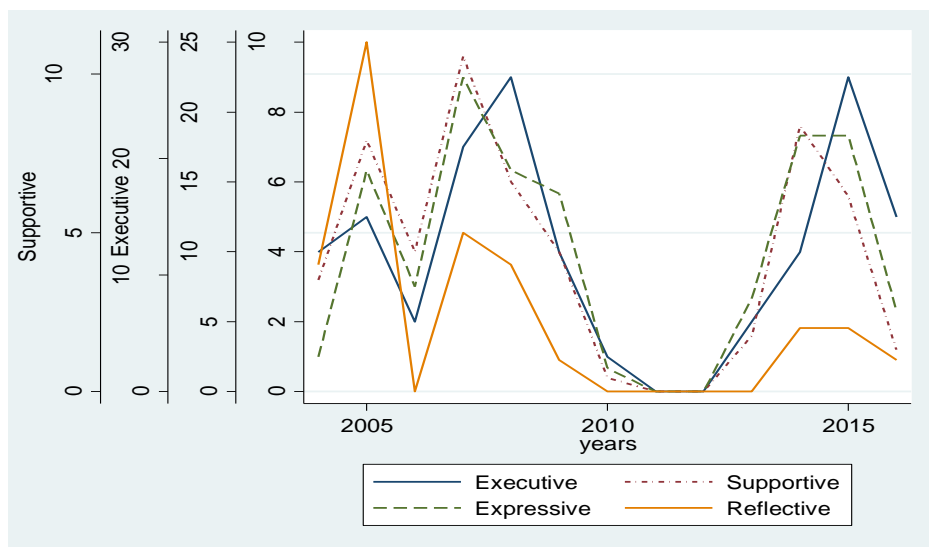 Supportive
0 5 10
Executive
0 10 20 30
0 5 10 15 20 25
0 2 4 6 8 10
2005 2010 2015
years
Executive Supportive
Expressive Reflective